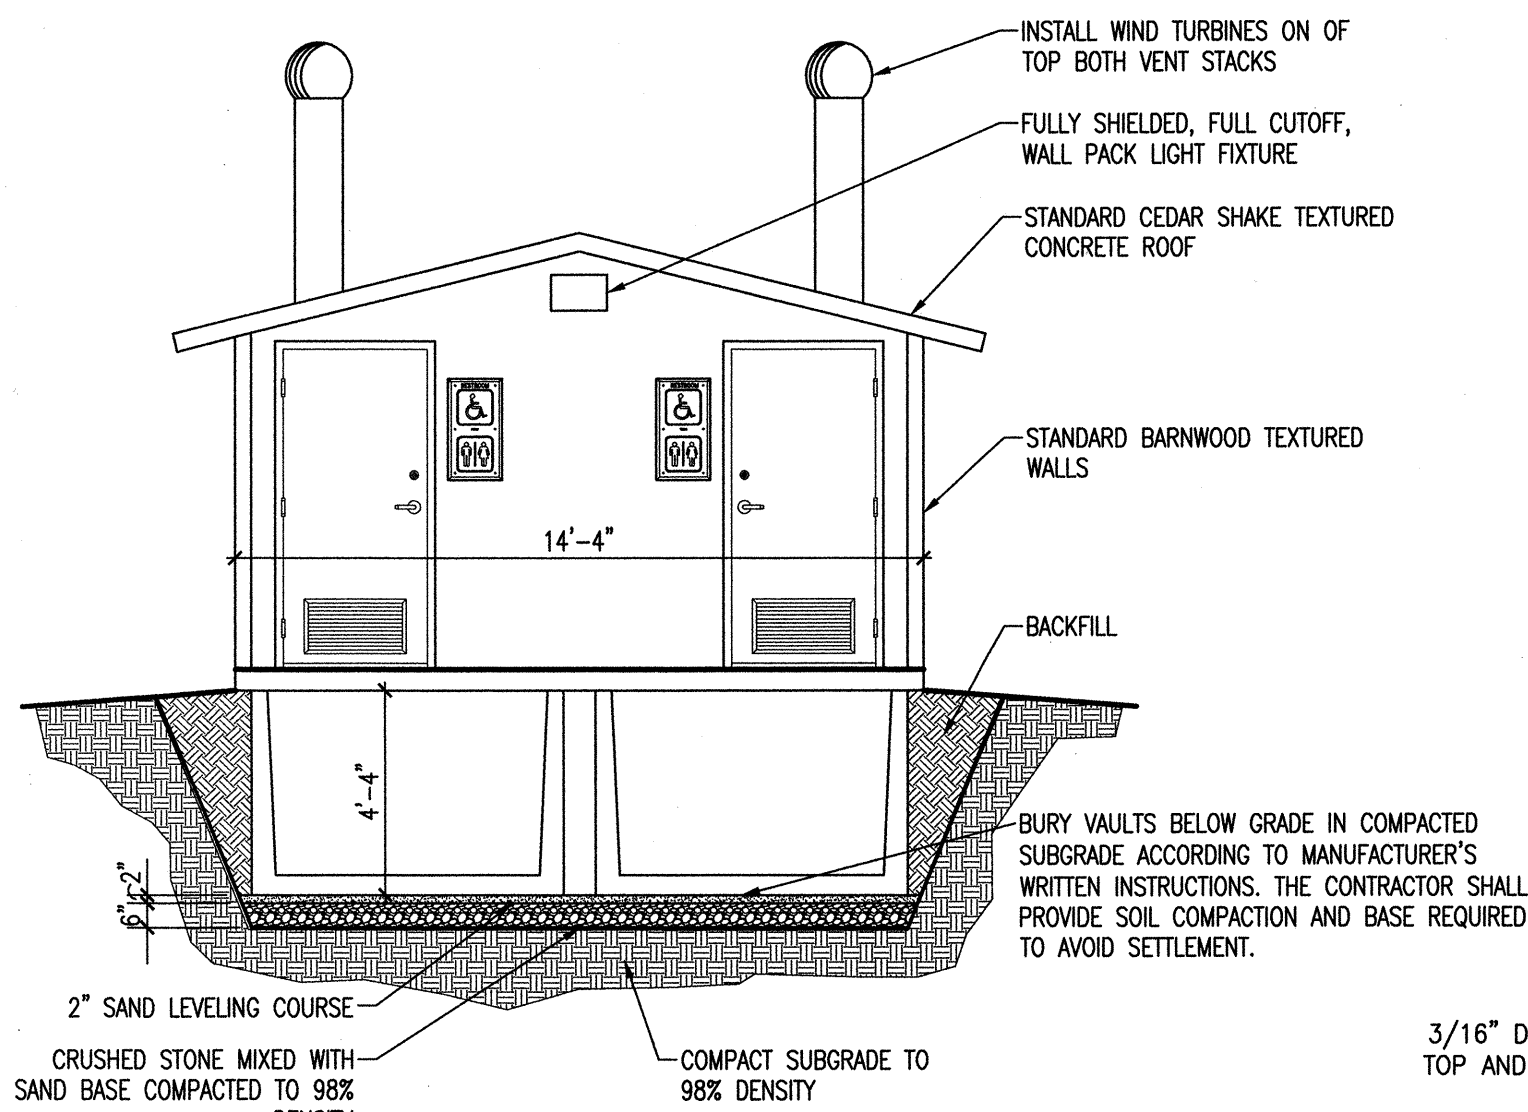 INSTALL WIND TURBINES ON OF
TOP BOTH VENT STACKS
FULLY SHIELDED, FULL CUTOFF,
WALL PACK LIGHT FIXTURE
STANDARD CEDAR SHAKE TEXTURED
CONCRETE ROOF
RESTROOM
RESTROOM
STANDARD BARNWOOD TEXTURED
WALLS
14'-4"
BACKFILL
4'-4"
BURY VAULTS BELOW GRADE IN COMPACTED
SUBGRADE ACCORDING TO MANUFACTURER'S
WRITTEN INSTRUCTIONS. THE CONTRACTOR SHALL
PROVIDE SOIL COMPACTION AND BASE REQUIRED
TO AVOID SETTLEMENT.
2"
6"
2" SAND LEVELING COURSE
CRUSHED STONE MIXED WITH
SAND BASE COMPACTED TO 98%
COMPACT SUBGRADE TO
98% DENSITY
3/16" D
TOP AND